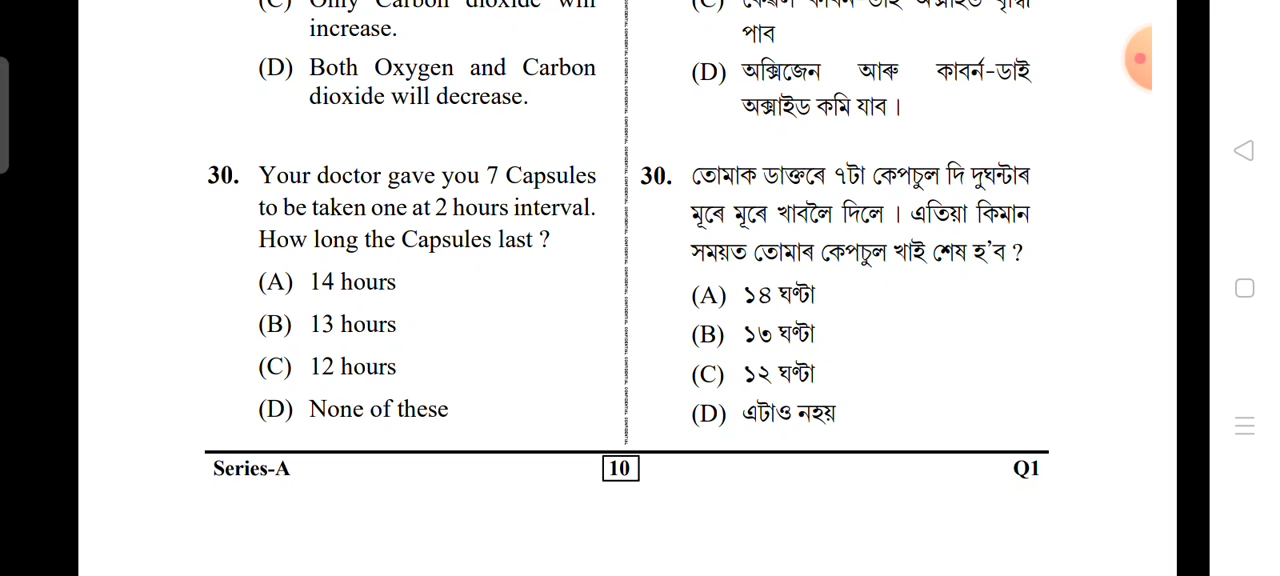 increase.
(D) Both Oxygen and Carbon
dioxide will decrease.
30. Your doctor gave you 7 Capsules
to be taken one at 2 hours interval.
How long the Capsules last ?
(A) 14 hours
(B) 13 hours
(C) 12 hours
(D) None of these
পাব
(D) অক্সিজেন আৰু কাবৰ্ন-ডাই
অক্সাইড কমি যাব ।
30. তোমাক ডাক্তৰে ৭টা কেপচুল দি দুঘন্টাৰ
মূৰে মূৰে খাবলৈ দিলে । এতিয়া কিমান
সময়ত তোমাৰ কেপচুল খাই শেষ হ’ব ?
(A) ১৪ ঘণ্টা
(B) ১৩ ঘণ্টা
(C) ১২ ঘণ্টা
(D) এটাও নহয়
Series-A
10
Q1